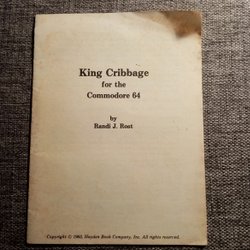 King Cribbage
for the
Commodore 64
by
Randi J. Rost
Copyright © 1983, Hayden Book Company, Inc. All rights reserved.